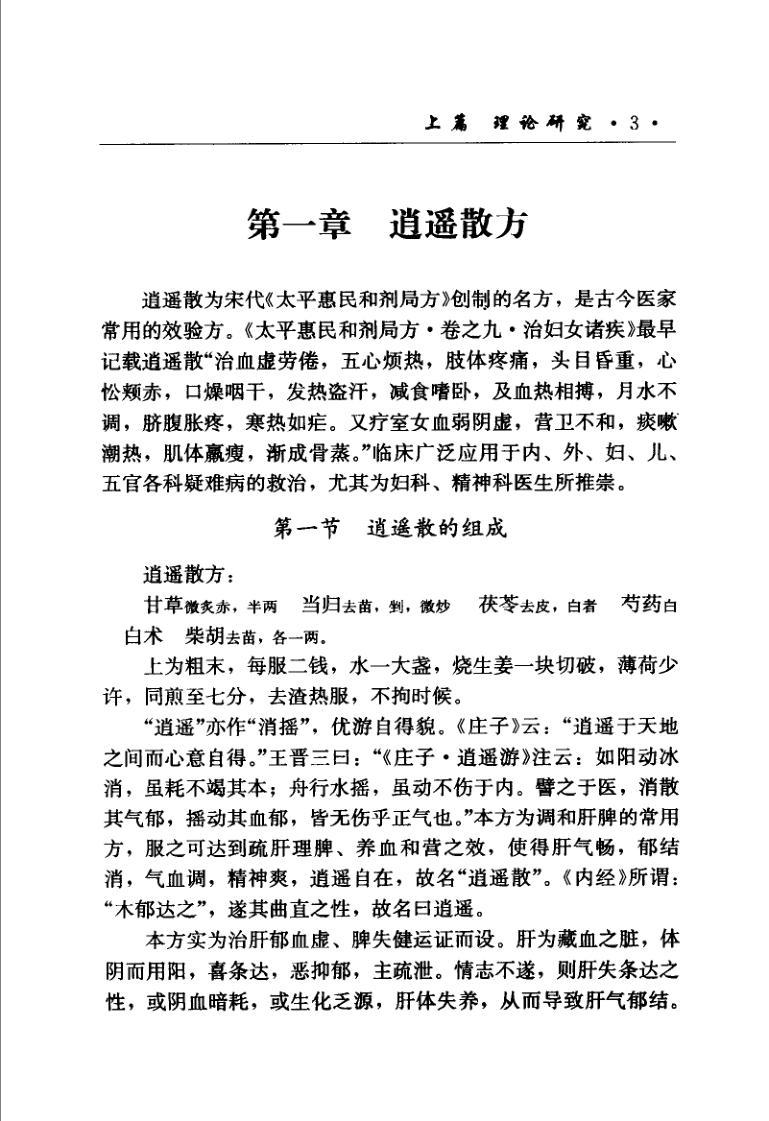 上篇 理论研究 · 3 ·
第一章 逍遥散方
逍遥散为宋代《太平惠民和剂局方》创制的名方，是古今医家
常用的效验方。《太平惠民和剂局方·卷之九·治妇女诸疾》最早
记载逍遥散“治血虚劳倦，五心烦热，肢体疼痛，头目昏重，心
忪颊赤，口燥咽干，发热盗汗，减食嗜卧，及血热相搏，月水不
调，脐腹胀疼，寒热如疟。又疗室女血弱阴虚，营卫不和，痰嗽
潮热，肌体羸瘦，渐成骨蒸。”临床广泛应用于内、外、妇、儿、
五官各科疑难病的救治，尤其为妇科、精神科医生所推崇。
第一节 逍遥散的组成
逍遥散方：
甘草微炙赤，半两 当归去苗，剉，微炒 茯苓去皮，白者 芍药白
白术 柴胡去苗，各一两。
上为粗末，每服二钱，水一大盏，烧生姜一块切破，薄荷少
许，同煎至七分，去渣热服，不拘时候。
“逍遥”亦作“消摇”，优游自得貌。《庄子》云：“逍遥于天地
之间而心意自得。”王晋三曰：“《庄子·逍遥游》注云：如阳动冰
消，虽耗不竭其本；舟行水摇，虽动不伤于内。譬之于医，消散
其气郁，摇动其血郁，皆无伤乎正气也。”本方为调和肝脾的常用
方，服之可达到疏肝理脾、养血和营之效，使得肝气畅，郁结
消，气血调，精神爽，逍遥自在，故名“逍遥散”。《内经》所谓：
“木郁达之”，遂其曲直之性，故名曰逍遥。
本方实为治肝郁血虚、脾失健运证而设。肝为藏血之脏，体
阴而用阳，喜条达，恶抑郁，主疏泄。情志不遂，则肝失条达之
性，或阴血暗耗，或生化乏源，肝体失养，从而导致肝气郁结。